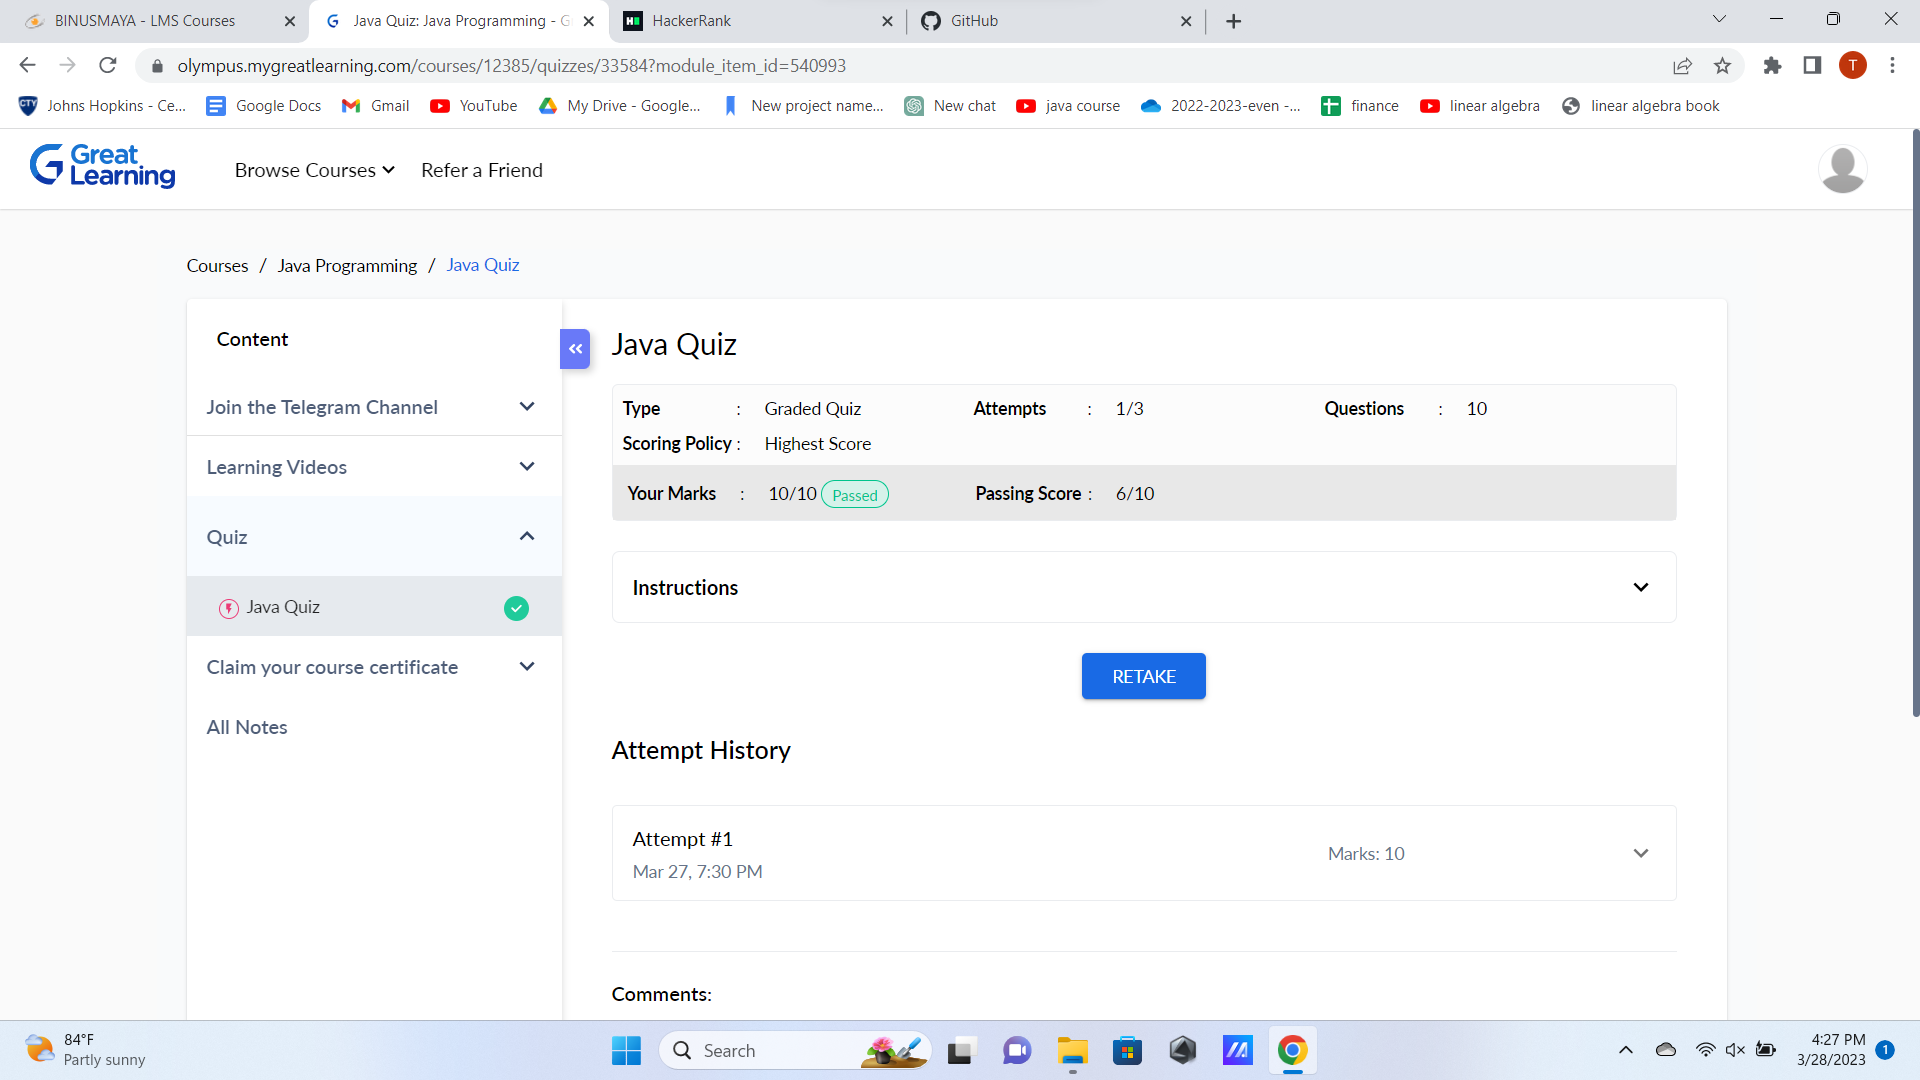 BINUSMAYA - LMS Courses
Java Quiz: Java Programming - G
HackerRank
GitHub
olympus.mygreatlearning.com/courses/12385/quizzes/33584?module_item_id=540993
T
Johns Hopkins - Ce...
Google Docs
Gmail
YouTube
My Drive - Google...
New project name...
New chat
java course
2022-2023-even -...
finance
linear algebra
linear algebra book
Great Learning
Browse Courses
Refer a Friend
Courses / Java Programming / Java Quiz
Content
Join the Telegram Channel
Learning Videos
Quiz
Java Quiz
Claim your course certificate
All Notes
Java Quiz
Type : Graded Quiz
Attempts : 1/3
Questions : 10
Scoring Policy : Highest Score
Your Marks : 10/10 Passed
Passing Score : 6/10
Instructions
RETAKE
Attempt History
Attempt #1
Mar 27, 7:30 PM
Marks: 10
Comments:
84°F
Partly sunny
Search
4:27 PM
3/28/2023
1